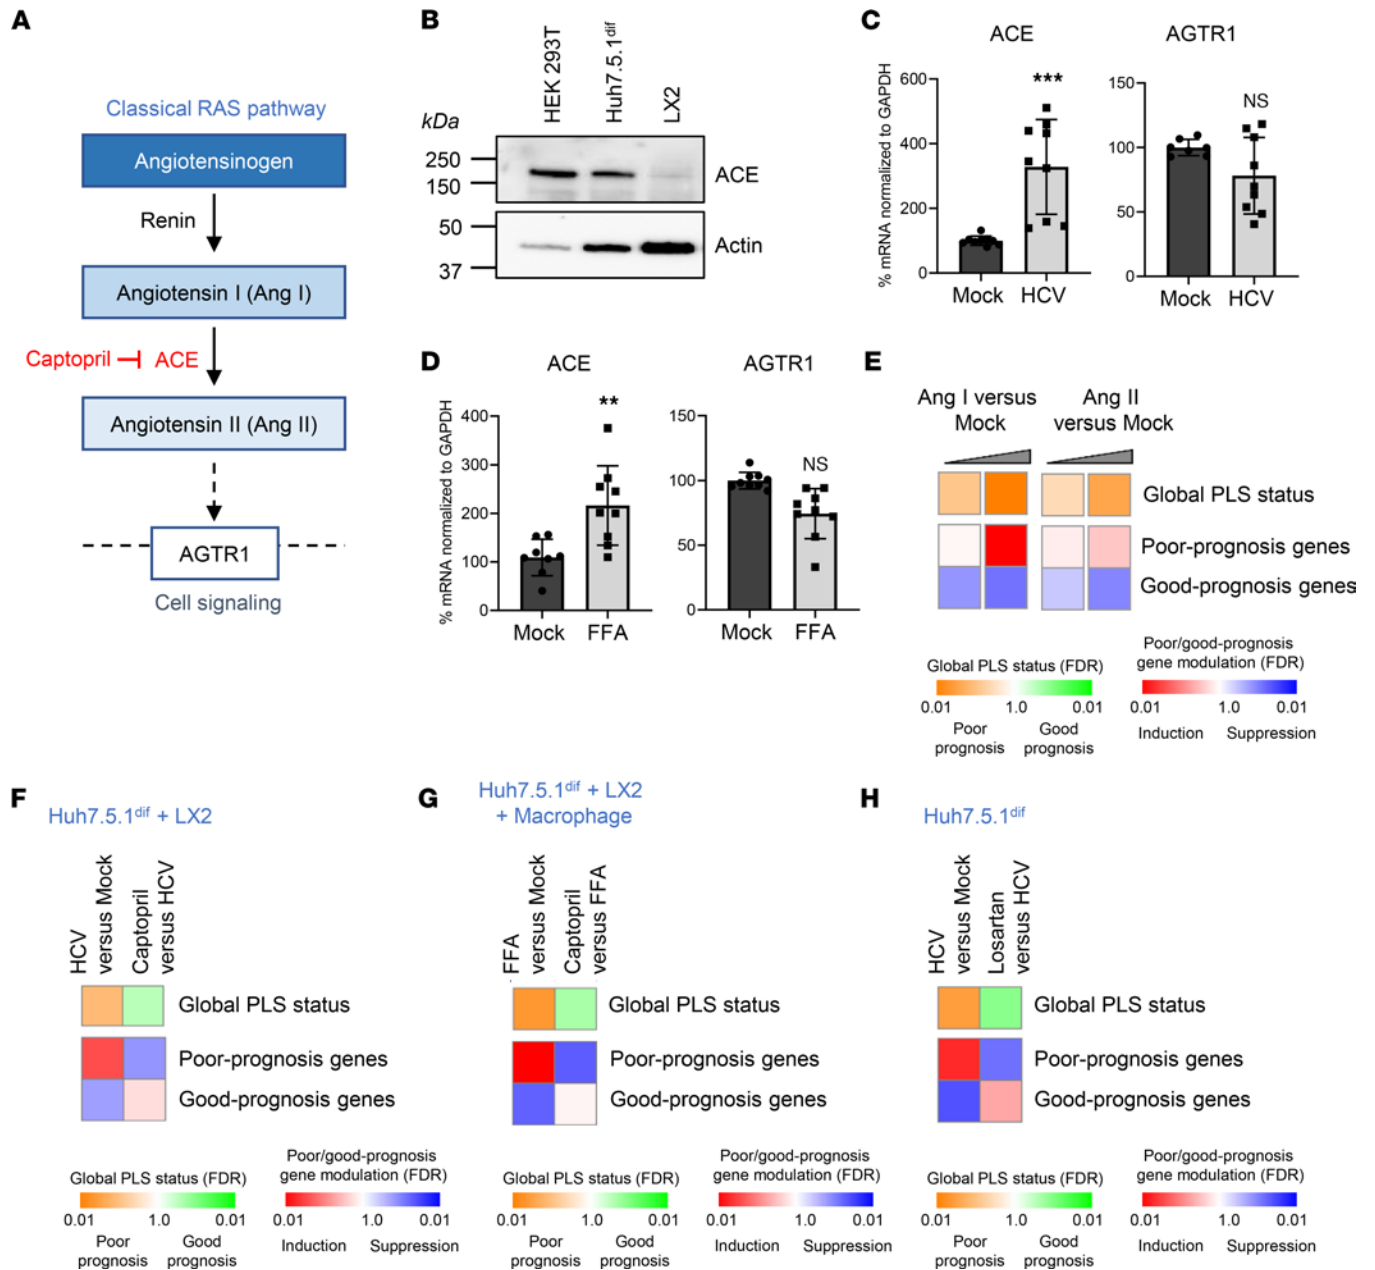 A
Classical RAS pathway
Angiotensinogen
Renin
Angiotensin I (Ang I)
Captopril
ACE
Angiotensin II (Ang II)
AGTR1
Cell signaling
B
HEK 293T
Huh7.5.1dif
LX2
kDa
250
150
ACE
50
37
Actin
C
ACE
% mRNA normalized to GAPDH
600
400
200
0
***
Mock
HCV
AGTR1
150
100
50
0
NS
Mock
HCV
D
ACE
% mRNA normalized to GAPDH
400
300
200
100
0
**
Mock
FFA
AGTR1
150
100
50
0
NS
Mock
FFA
E
Ang I versus
Mock
Ang II
versus Mock
Global PLS status
Poor-prognosis genes
Good-prognosis genes
Global PLS status (FDR)
0.01
1.0
0.01
Poor
prognosis
Good
prognosis
Poor/good-prognosis
gene modulation (FDR)
0.01
1.0
0.01
Induction
Suppression
F
Huh7.5.1dif + LX2
HCV
versus Mock
Captopril
versus HCV
Global PLS status
Poor-prognosis genes
Good-prognosis genes
Global PLS status (FDR)
0.01
1.0
0.01
Poor
prognosis
Good
prognosis
Poor/good-prognosis
gene modulation (FDR)
0.01
1.0
0.01
Induction
Suppression
G
Huh7.5.1dif + LX2
+ Macrophage
FFA
versus Mock
Captopril
versus FFA
Global PLS status
Poor-prognosis genes
Good-prognosis genes
Global PLS status (FDR)
0.01
1.0
0.01
Poor
prognosis
Good
prognosis
Poor/good-prognosis
gene modulation (FDR)
0.01
1.0
0.01
Induction
Suppression
H
Huh7.5.1dif
HCV
versus Mock
Losartan
versus HCV
Global PLS status
Poor-prognosis genes
Good-prognosis genes
Global PLS status (FDR)
0.01
1.0
0.01
Poor
prognosis
Good
prognosis
Poor/good-prognosis
gene modulation (FDR)
0.01
1.0
0.01
Induction
Suppression